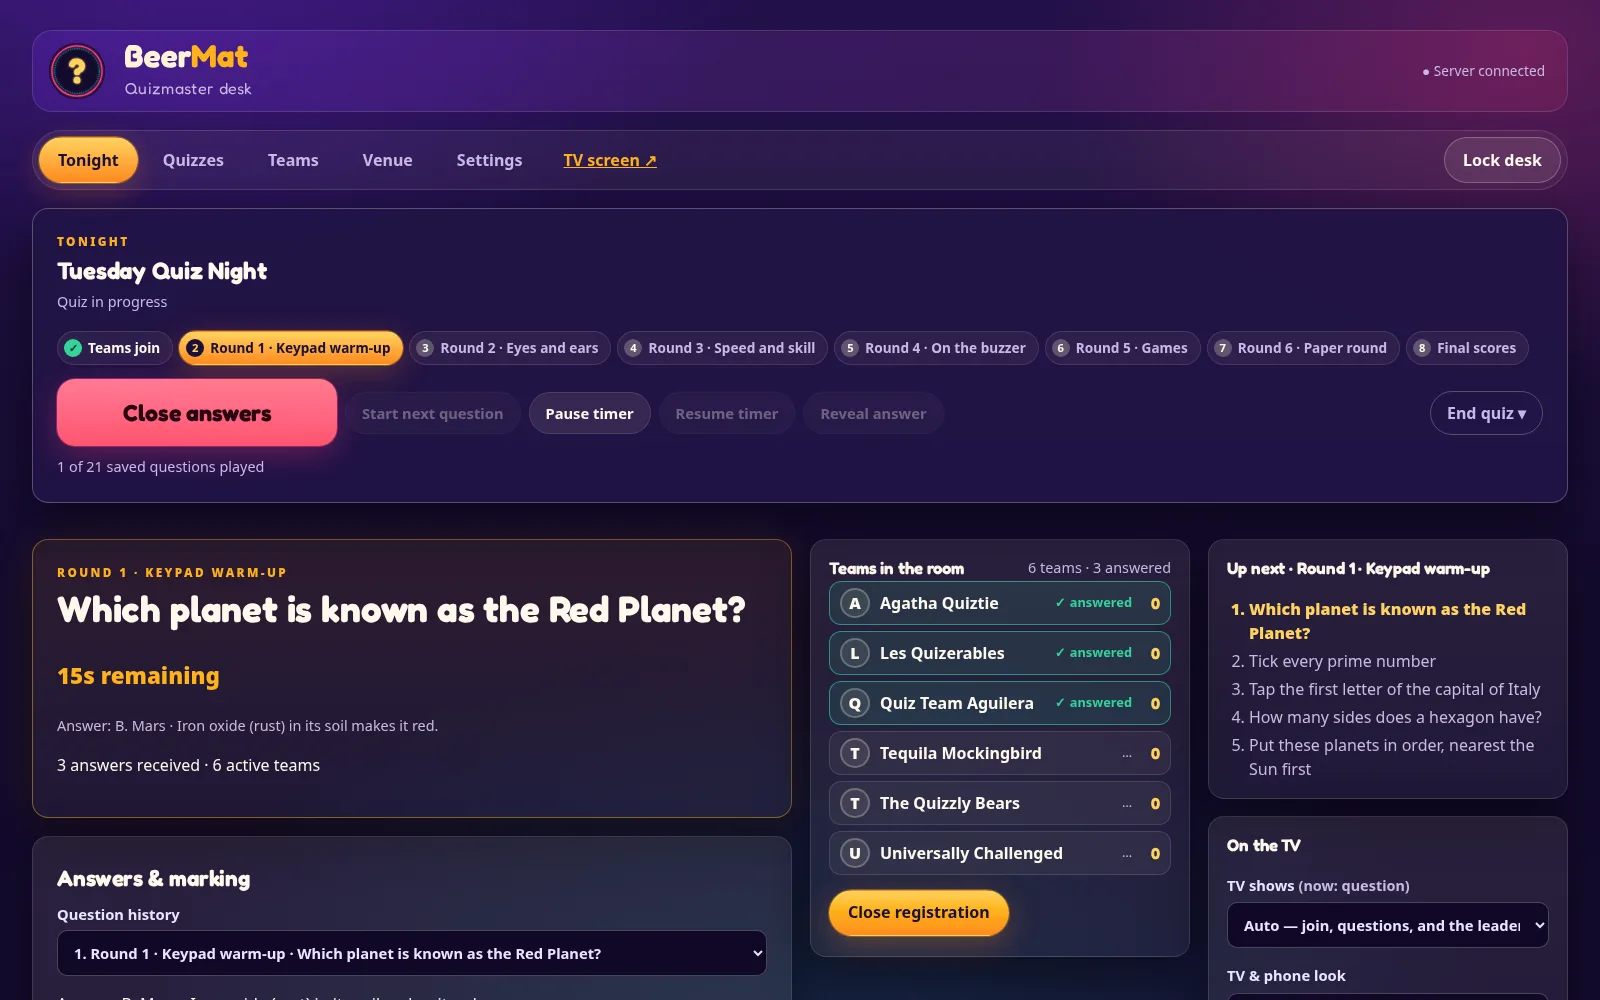 ?
BeerMat
Quizmaster desk
● Server connected
Tonight
Quizzes
Teams
Venue
Settings
TV screen ↗
Lock desk
TONIGHT
Tuesday Quiz Night
Quiz in progress
✓ Teams join
2 Round 1 · Keypad warm-up
3 Round 2 · Eyes and ears
4 Round 3 · Speed and skill
5 Round 4 · On the buzzer
6 Round 5 · Games
7 Round 6 · Paper round
8 Final scores
Close answers
Start next question
Pause timer
Resume timer
Reveal answer
End quiz ▾
1 of 21 saved questions played
ROUND 1 · KEYPAD WARM-UP
Which planet is known as the Red Planet?
15s remaining
Answer: B. Mars · Iron oxide (rust) in its soil makes it red.
3 answers received · 6 active teams
Answers & marking
Question history
1. Round 1 · Keypad warm-up · Which planet is known as the Red Planet?
Teams in the room
6 teams · 3 answered
A Agatha Quiztie ✓ answered 0
L Les Quizerables ✓ answered 0
Q Quiz Team Aguilera ✓ answered 0
T Tequila Mockingbird ... 0
T The Quizzly Bears ... 0
U Universally Challenged ... 0
Close registration
Up next · Round 1 · Keypad warm-up
1. Which planet is known as the Red
Planet?
2. Tick every prime number
3. Tap the first letter of the capital of Italy
4. How many sides does a hexagon have?
5. Put these planets in order, nearest the
Sun first
On the TV
TV shows (now: question)
Auto — join, questions, and the leader
TV & phone look